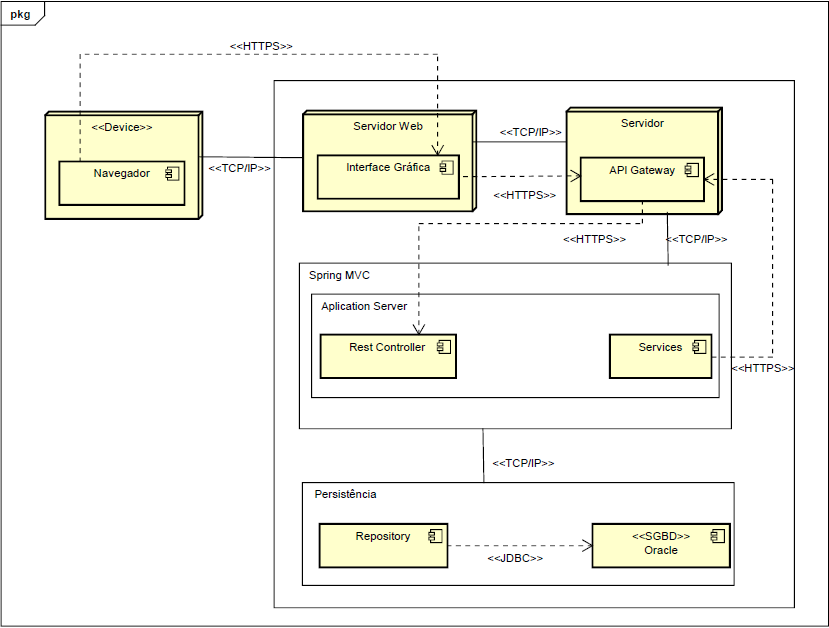 pkg
<<HTTPS>>
<<Device>>
Navegador
<<TCP/IP>>
Servidor Web
Interface Gráfica
<<TCP/IP>>
<<HTTPS>>
Servidor
API Gateway
<<HTTPS>>
<<TCP/IP>>
Spring MVC
Aplication Server
Rest Controller
Services
<<HTTPS>>
<<TCP/IP>>
Persistência
Repository
<<JDBC>>
<<SGBD>>
Oracle